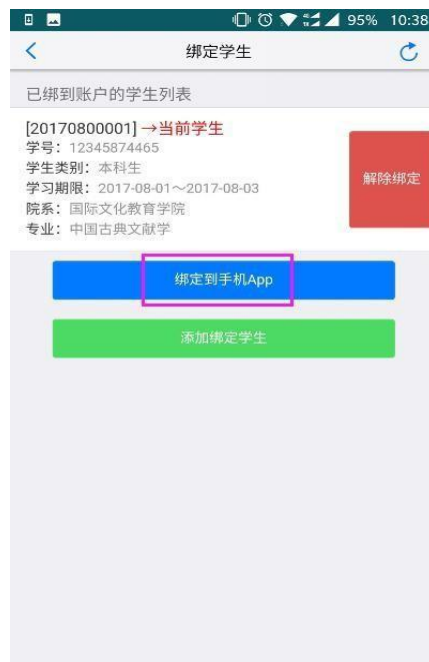 95% 10:38
绑定学生
已绑到账户的学生列表
[20170800001]→当前学生
学号：12345874465
学生类别：本科生
学习期限：2017-08-01～2017-08-03
院系：国际文化教育学院
专业：中国古典文献学
解除绑定
绑定到手机App
添加绑定学生